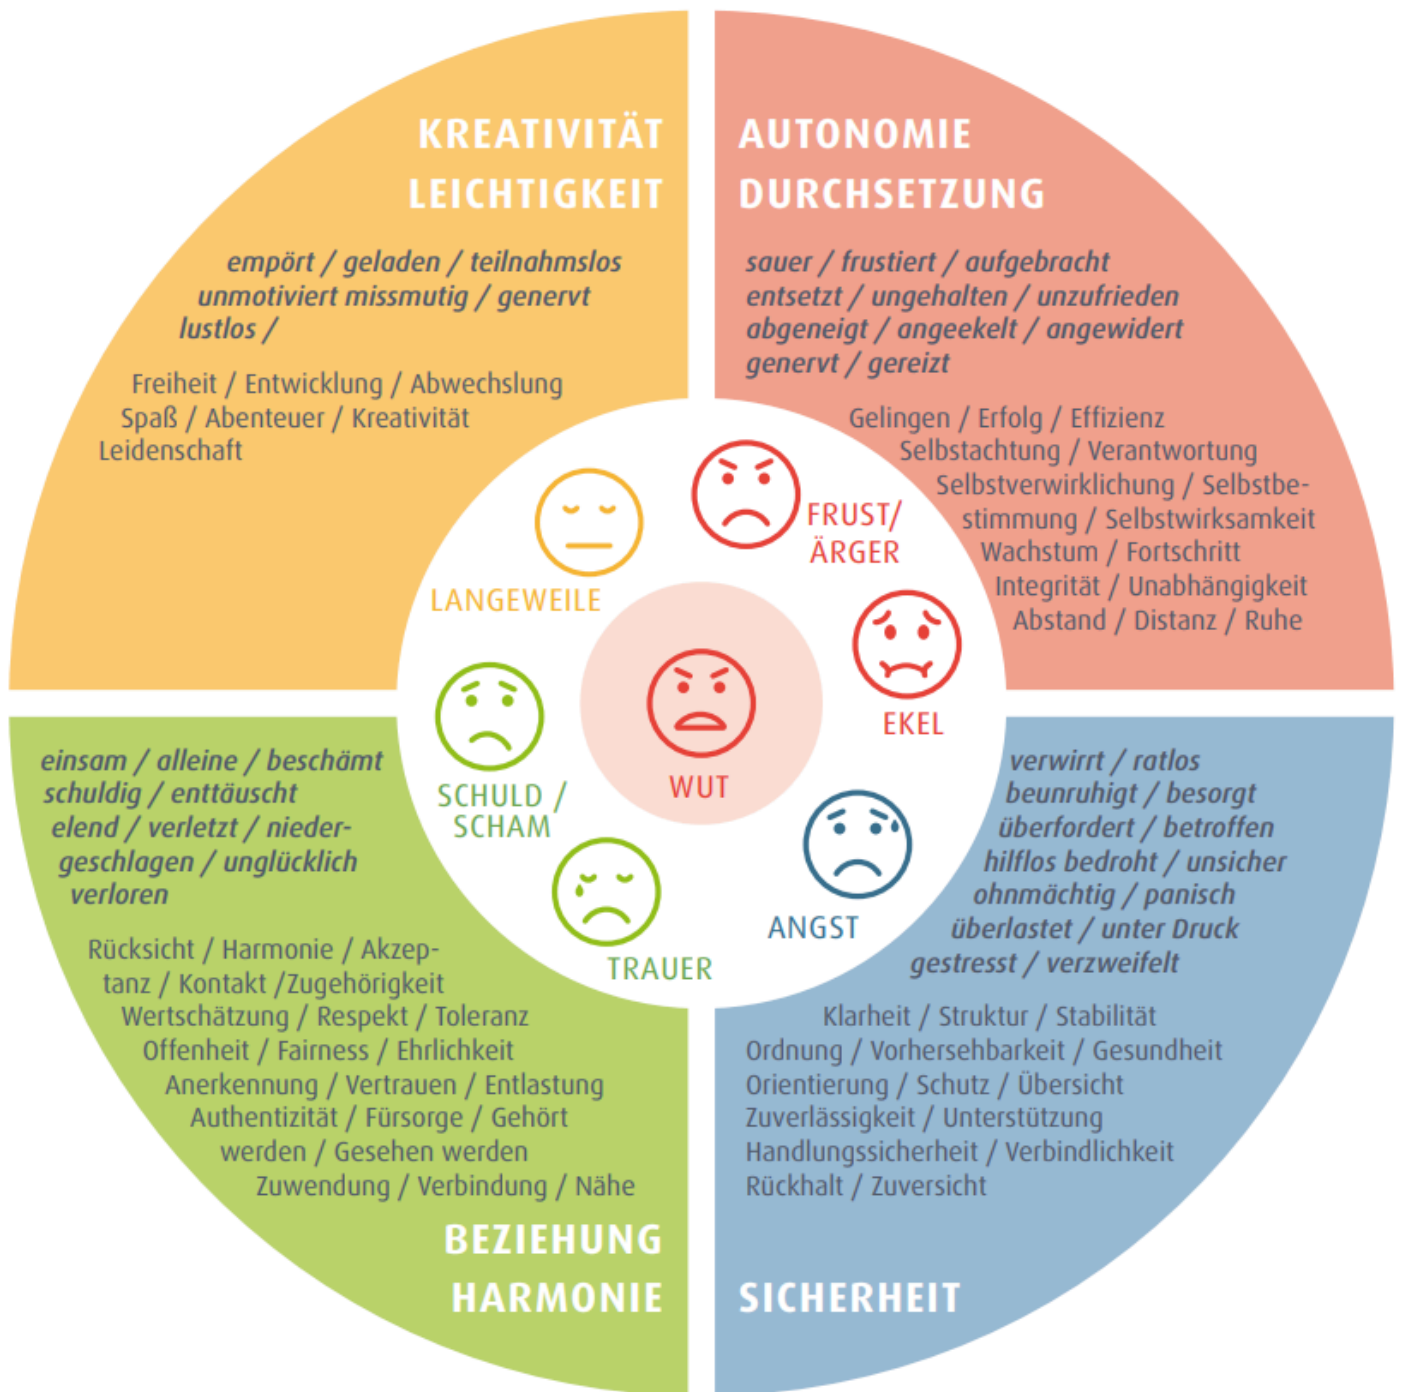 KREATIVITÄT
LEICHTIGKEIT
empört / geladen / teilnahmslos
unmotiviert missmutig / genervt
lustlos /
Freiheit / Entwicklung / Abwechslung
Spaß / Abenteuer / Kreativität
Leidenschaft
AUTONOMIE
DURCHSETZUNG
sauer / frustiert / aufgebracht
entsetzt / ungehalten / unzufrieden
abgeneigt / angeekelt / angewidert
genervt / gereizt
Gelingen / Erfolg / Effizienz
Selbstachtung / Verantwortung
Selbstverwirklichung / Selbstbe-
stimmung / Selbstwirksamkeit
Wachstum / Fortschritt
Integrität / Unabhängigkeit
Abstand / Distanz / Ruhe
LANGEWEILE
FRUST/
ÄRGER
EKEL
WUT
SCHULD /
SCHAM
ANGST
TRAUER
einsam / alleine / beschämt
schuldig / enttäuscht
elend / verletzt / nieder-
geschlagen / unglücklich
verloren
Rücksicht / Harmonie / Akzep-
tanz / Kontakt /Zugehörigkeit
Wertschätzung / Respekt / Toleranz
Offenheit / Fairness / Ehrlichkeit
Anerkennung / Vertrauen / Entlastung
Authentizität / Fürsorge / Gehört
werden / Gesehen werden
Zuwendung / Verbindung / Nähe
BEZIEHUNG
HARMONIE
verwirrt / ratlos
beunruhigt / besorgt
überfordert / betroffen
hilflos bedroht / unsicher
ohnmächtig / panisch
überlastet / unter Druck
gestresst / verzweifelt
Klarheit / Struktur / Stabilität
Ordnung / Vorhersehbarkeit / Gesundheit
Orientierung / Schutz / Übersicht
Zuverlässigkeit / Unterstützung
Handlungssicherheit / Verbindlichkeit
Rückhalt / Zuversicht
SICHERHEIT